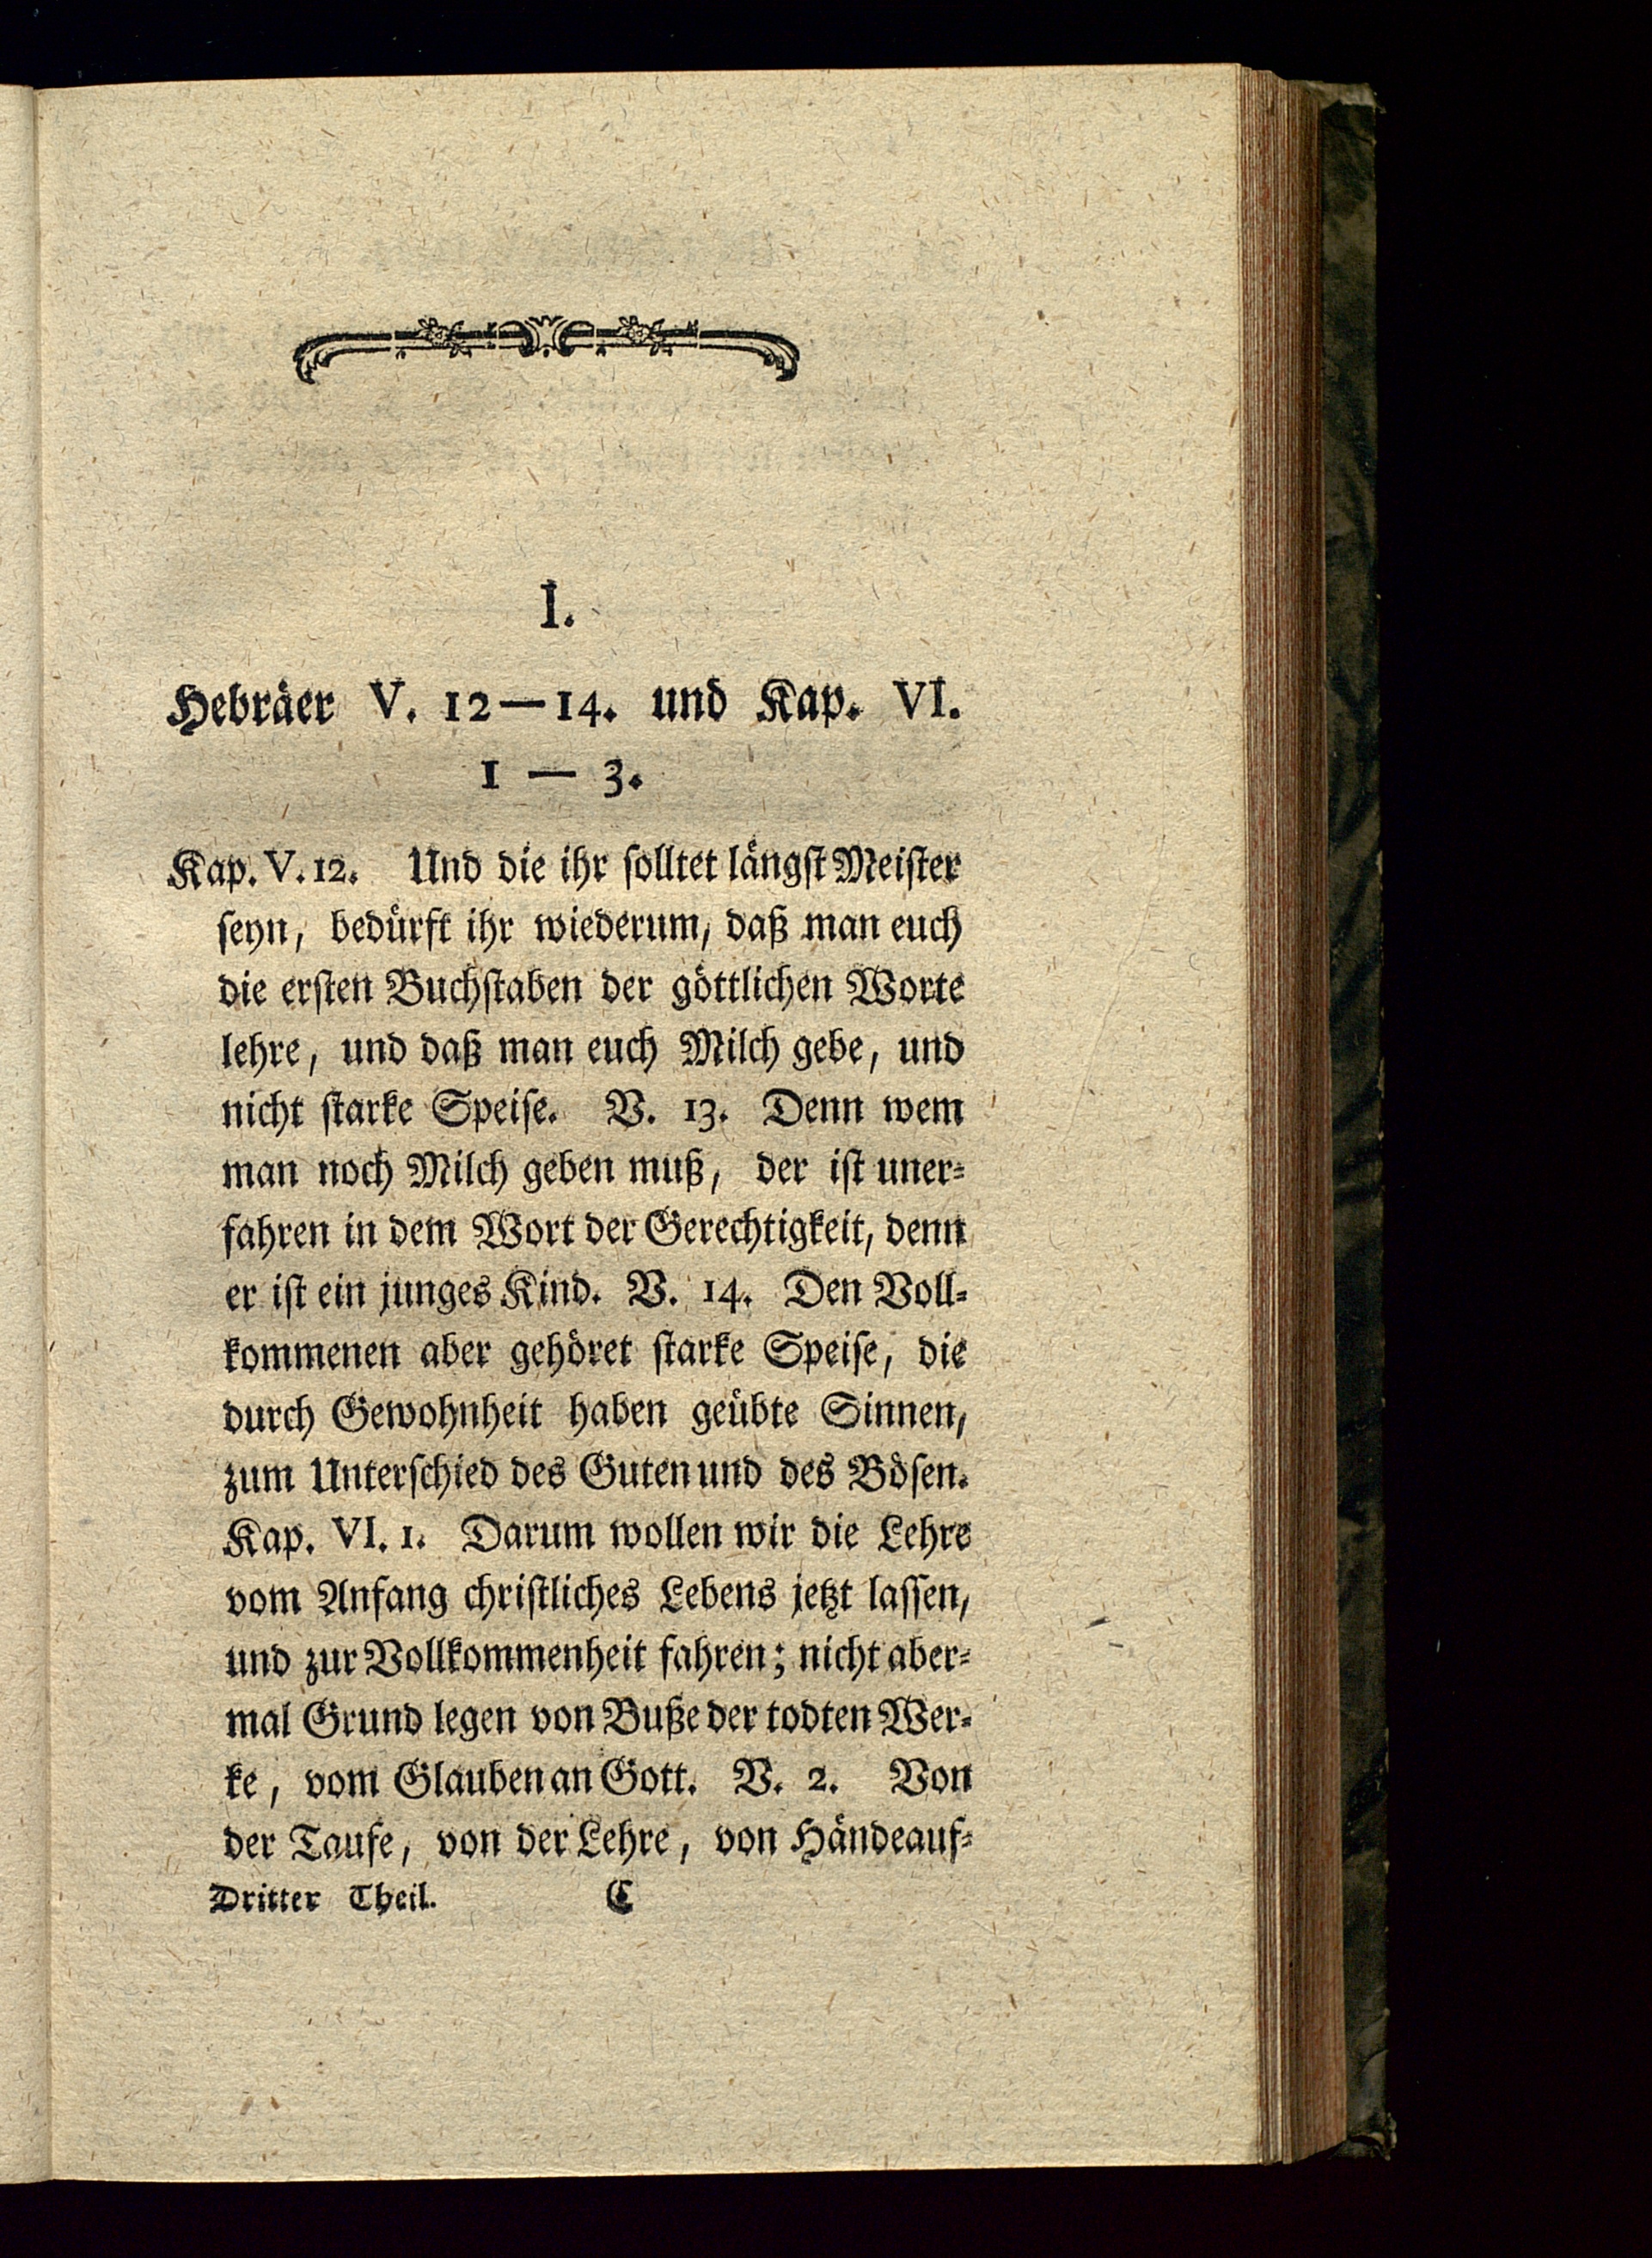 I.
Hebräer V. 12—14. und Kap. VI.
1 — 3.
Kap. V. 12. Und die ihr solltet längst Meister
seyn, bedürft ihr wiederum, daß man euch
die ersten Buchstaben der göttlichen Worte
lehre, und daß man euch Milch gebe, und
nicht starke Speise. V. 13. Denn wem
man noch Milch geben muß, der ist uner-
fahren in dem Wort der Gerechtigkeit, denn
er ist ein junges Kind. V. 14. Den Voll-
kommenen aber gehöret starke Speise, die
durch Gewohnheit haben geübte Sinnen,
zum Unterschied des Guten und des Bösen.
Kap. VI. 1. Darum wollen wir die Lehre
vom Anfang christliches Lebens jetzt lassen,
und zur Vollkommenheit fahren; nicht aber-
mal Grund legen von Buße der todten Wer-
ke, vom Glauben an Gott. V. 2. Von
der Taufe, von der Lehre, von Händeauf-
Dritter Theil. C